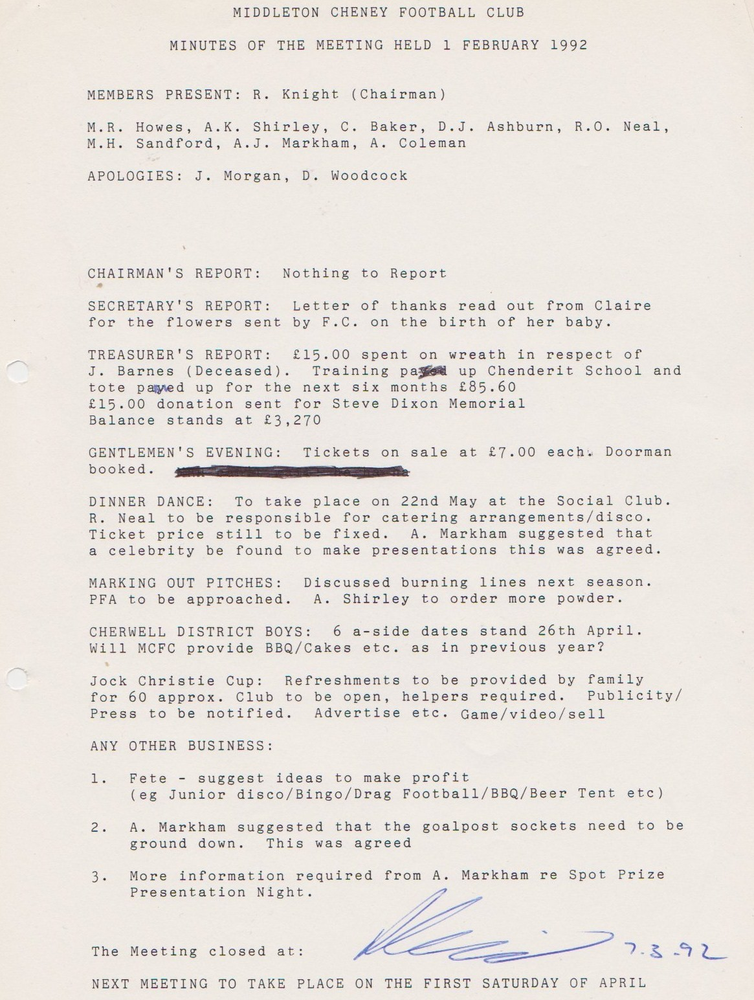 MIDDLETON CHENEY FOOTBALL CLUB
MINUTES OF THE MEETING HELD 1 FEBRUARY 1992
MEMBERS PRESENT: R. Knight (Chairman)
M.R. Howes, A.K. Shirley, C. Baker, D.J. Ashburn, R.O. Neal,
M.H. Sandford, A.J. Markham, A. Coleman
APOLOGIES: J. Morgan, D. Woodcock
CHAIRMAN'S REPORT: Nothing to Report
SECRETARY'S REPORT: Letter of thanks read out from Claire
for the flowers sent by F.C. on the birth of her baby.
TREASURER'S REPORT: £15.00 spent on wreath in respect of
J. Barnes (Deceased). Training payed up Chenderit School and
tote payed up for the next six months £85.60
£15.00 donation sent for Steve Dixon Memorial
Balance stands at £3,270
GENTLEMEN'S EVENING: Tickets on sale at £7.00 each. Doorman
booked.
DINNER DANCE: To take place on 22nd May at the Social Club.
R. Neal to be responsible for catering arrangements/disco.
Ticket price still to be fixed. A. Markham suggested that
a celebrity be found to make presentations this was agreed.
MARKING OUT PITCHES: Discussed burning lines next season.
PFA to be approached. A. Shirley to order more powder.
CHERWELL DISTRICT BOYS: 6 a-side dates stand 26th April.
Will MCFC provide BBQ/Cakes etc. as in previous year?
Jock Christie Cup: Refreshments to be provided by family
for 60 approx. Club to be open, helpers required. Publicity/
Press to be notified. Advertise etc. Game/video/sell
ANY OTHER BUSINESS:
1. Fete - suggest ideas to make profit
(eg Junior disco/Bingo/Drag Football/BBQ/Beer Tent etc)
2. A. Markham suggested that the goalpost sockets need to be
ground down. This was agreed
3. More information required from A. Markham re Spot Prize
Presentation Night.
The Meeting closed at: 7.3.92
NEXT MEETING TO TAKE PLACE ON THE FIRST SATURDAY OF APRIL